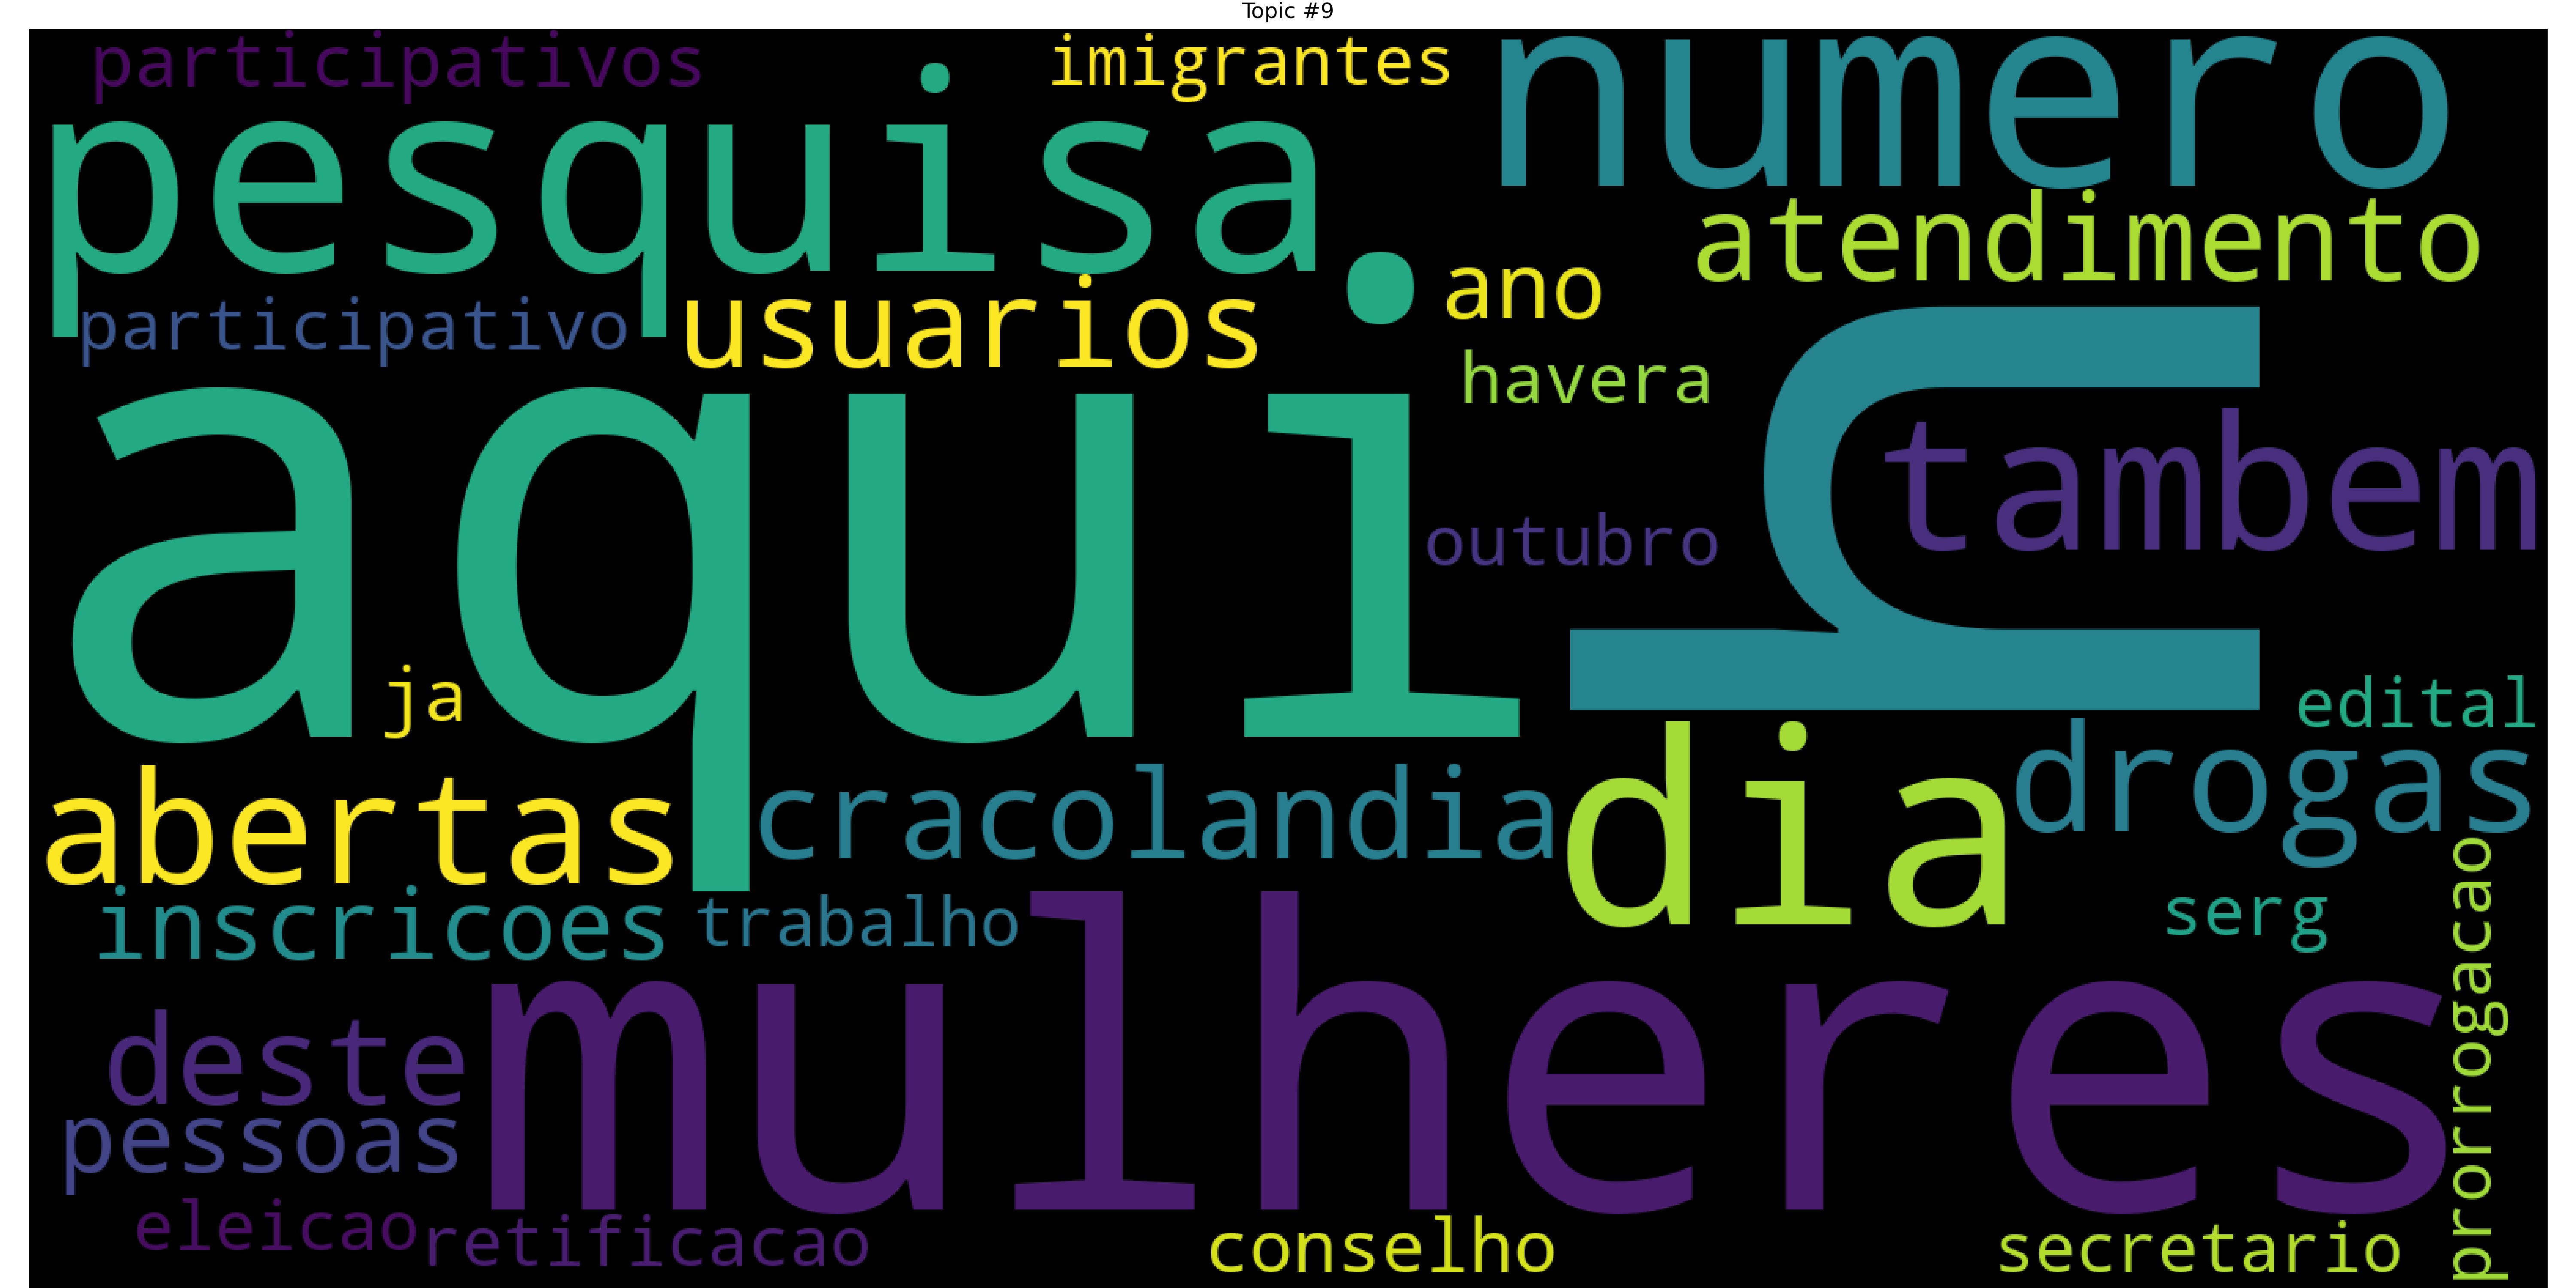 Topic #9
participativos
imigrantes
numero
pesquisa
atendimento
usuarios
ano
participativo
havera
aqui
h
tambem
outubro
ja
edital
abertas
cracolandia
dia
drogas
inscricoes
trabalho
serg
prorrogacao
mulheres
deste
pessoas
eleicao
retificacao
conselho
secretario